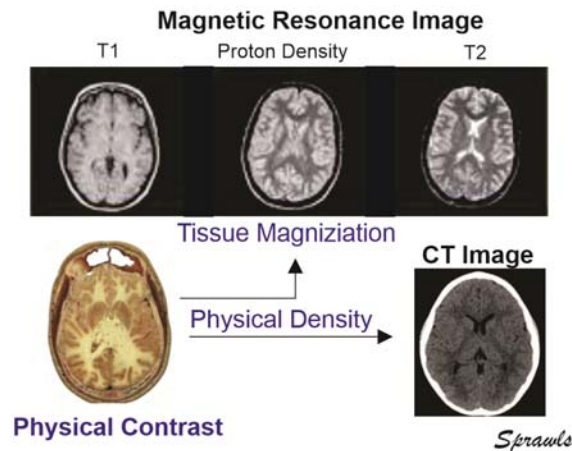 Magnetic Resonance Image
T1 Proton Density T2
Tissue Magniziation
CT Image
Physical Density
Physical Contrast
Sprawls